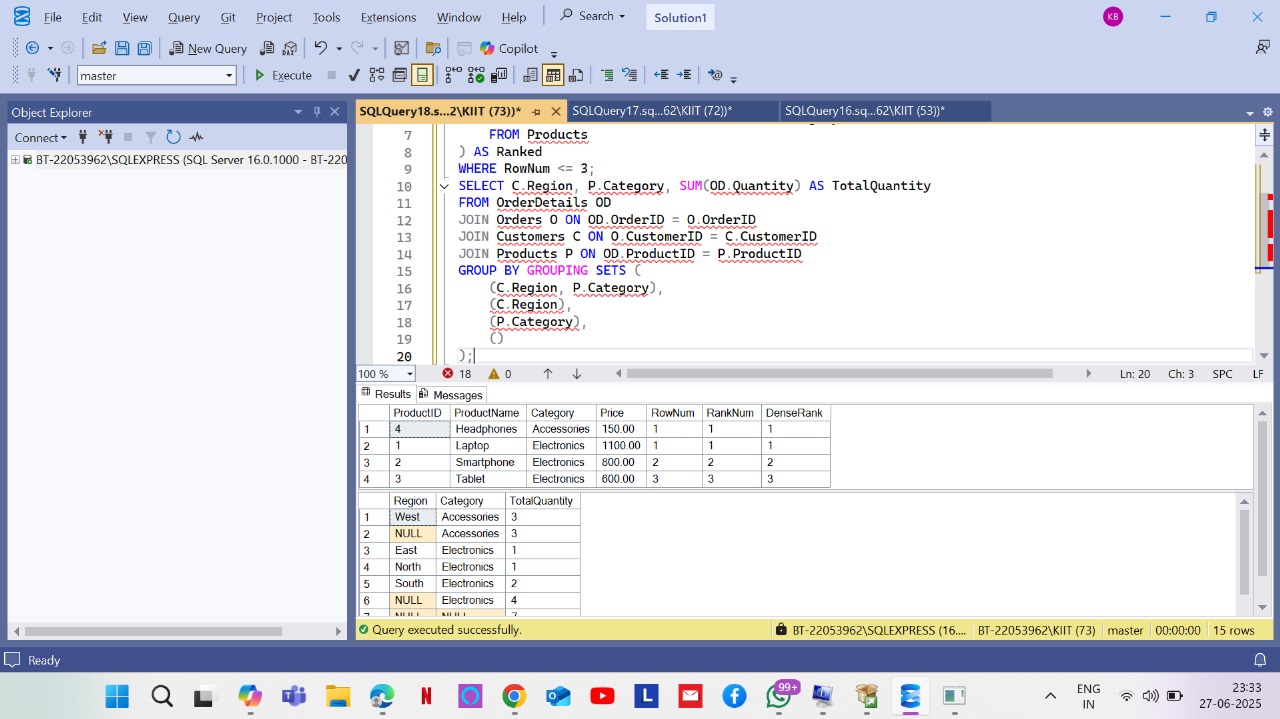 File Edit View Query Git Project Tools Extensions Window Help Search Solution1 KB
New Query DAX Copilot
master Execute
Object Explorer
Connect
BT-22053962\SQLEXPRESS (SQL Server 16.0.1000 - BT-220
SQLQuery18.s...2\KIIT (73))* SQLQuery17.sq...62\KIIT (72))* SQLQuery16.sq...62\KIIT (53))*
7 FROM Products
8 ) AS Ranked
9 WHERE RowNum <= 3;
10 SELECT C.Region, P.Category, SUM(OD.Quantity) AS TotalQuantity
11 FROM OrderDetails OD
12 JOIN Orders O ON OD.OrderID = O.OrderID
13 JOIN Customers C ON O.CustomerID = C.CustomerID
14 JOIN Products P ON OD.ProductID = P.ProductID
15 GROUP BY GROUPING SETS (
16 (C.Region, P.Category),
17 (C.Region),
18 (P.Category),
19 ()
20 );
100 % 18 0 Ln: 20 Ch: 3 SPC LF
Results Messages
ProductID ProductName Category Price RowNum RankNum DenseRank
1 4 Headphones Accessories 150.00 1 1 1
2 1 Laptop Electronics 1100.00 1 1 1
3 2 Smartphone Electronics 800.00 2 2 2
4 3 Tablet Electronics 600.00 3 3 3
Region Category TotalQuantity
1 West Accessories 3
2 NULL Accessories 3
3 East Electronics 1
4 North Electronics 1
5 South Electronics 2
6 NULL Electronics 4
7 NULL NULL 7
Query executed successfully. BT-22053962\SQLEXPRESS (16.... BT-22053962\KIIT (73) master 00:00:00 15 rows
Ready
N L 99+ ENG 23:33
IN 27-06-2025